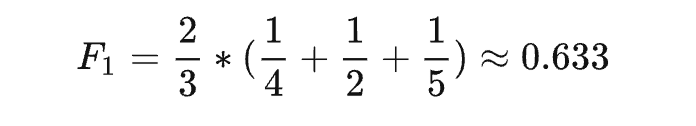 F₁ = 2/3 * (1/4 + 1/2 + 1/5) ≈ 0.633